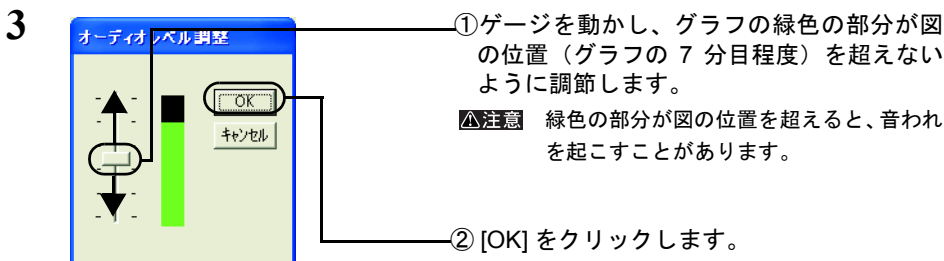 3
オーディオレベル調整
OK
キャンセル
①ゲージを動かし、グラフの緑色の部分が図
の位置（グラフの 7 分目程度）を超えない
ように調節します。
⚠注意 緑色の部分が図の位置を超えると、音われ
を起こすことがあります。
② [OK] をクリックします。